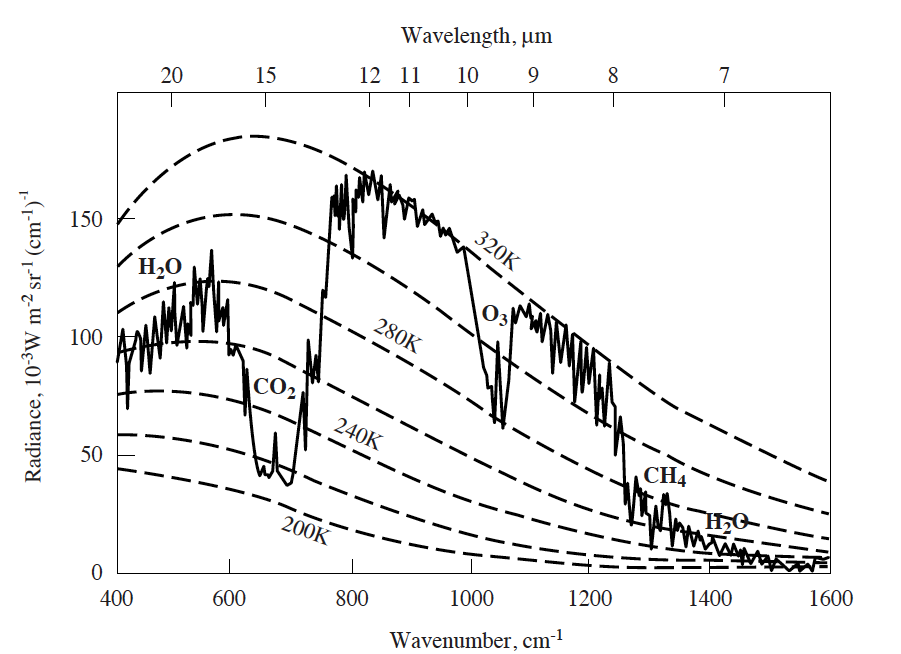 Wavelength, μm
20 15 12 11 10 9 8 7
Radiance, 10⁻³W m⁻² sr⁻¹ (cm⁻¹)⁻¹
150
100
50
0
H₂O
CO₂
O₃
CH₄
H₂O
320K
280K
240K
200K
400 600 800 1000 1200 1400 1600
Wavenumber, cm⁻¹